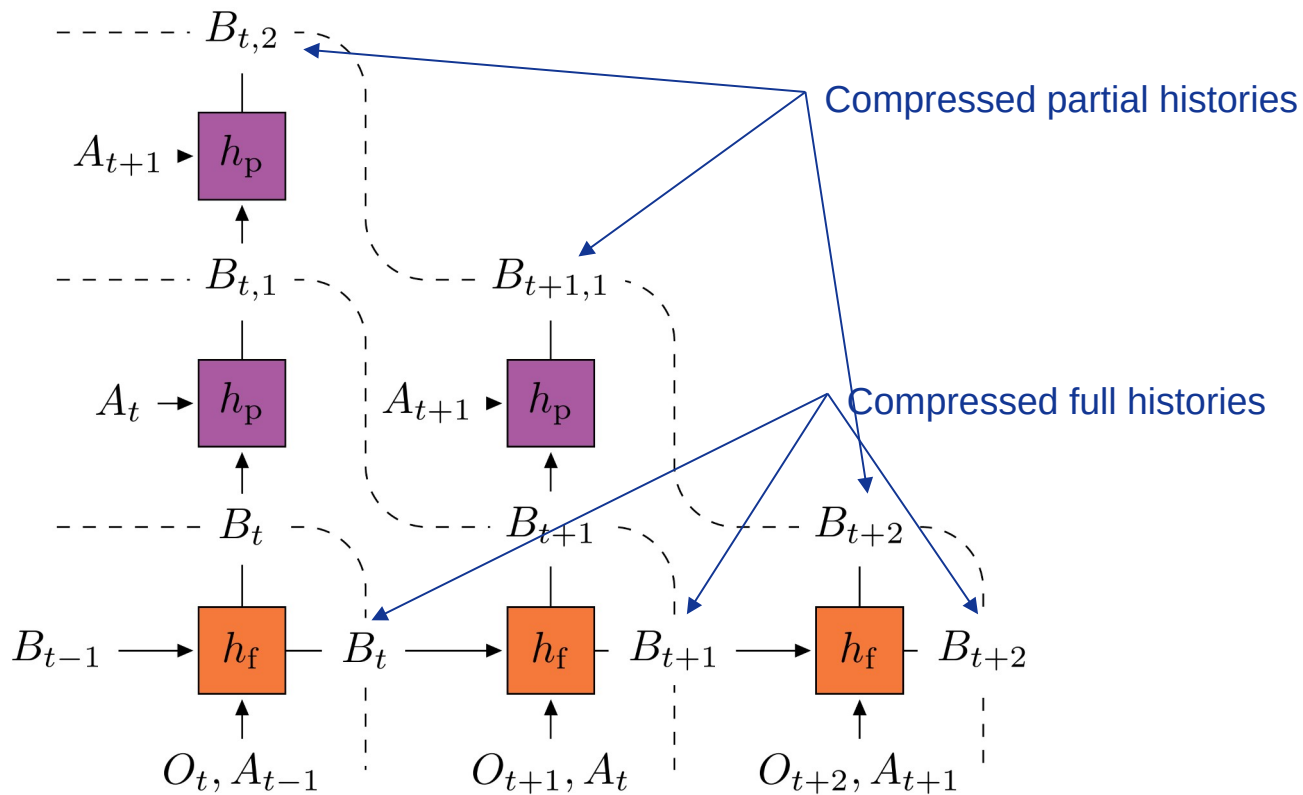 B_{t,2}
Compressed partial histories
A_{t+1} h_p
B_{t,1} B_{t+1,1}
A_t h_p A_{t+1} h_p
Compressed full histories
B_t B_{t+1} B_{t+2}
B_{t-1} h_f B_t h_f B_{t+1} h_f B_{t+2}
O_t, A_{t-1} O_{t+1}, A_t O_{t+2}, A_{t+1}